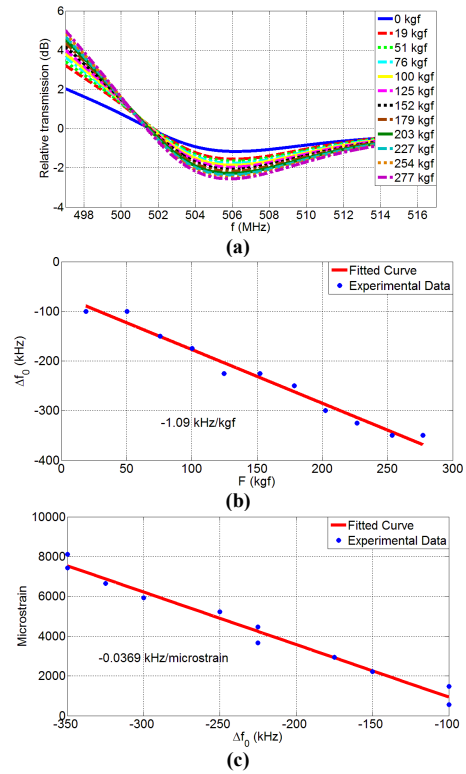 6
4
2
0
-2
-4
Relative transmission (dB)
498 500 502 504 506 508 510 512 514 516
f (MHz)
0 kgf
19 kgf
51 kgf
76 kgf
100 kgf
125 kgf
152 kgf
179 kgf
203 kgf
227 kgf
254 kgf
277 kgf
(a)
0
-100
-200
-300
-400
Δf0 (kHz)
Fitted Curve
Experimental Data
-1.09 kHz/kgf
0 50 100 150 200 250 300
F (kgf)
(b)
10000
8000
6000
4000
2000
0
Microstrain
Fitted Curve
Experimental Data
-0.0369 kHz/microstrain
-350 -300 -250 -200 -150 -100
Δf0 (kHz)
(c)